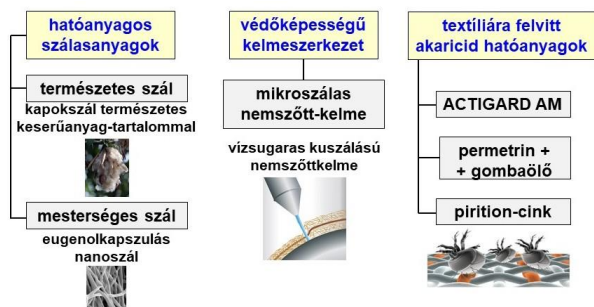 hatóanyagos
szálasanyagok
természetes szál
kapokszál természetes
keserűanyag-tartalommal
mesterséges szál
eugenolkapszulás
nanoszál
védőképességű
kelmeszerkezet
mikroszálas
nemszőtt-kelme
vízsugaras kuszálású
nemszőttkelme
textíliára felvitt
akaricid hatóanyagok
ACTIGARD AM
permetrin +
+ gombaölő
pirition-cink